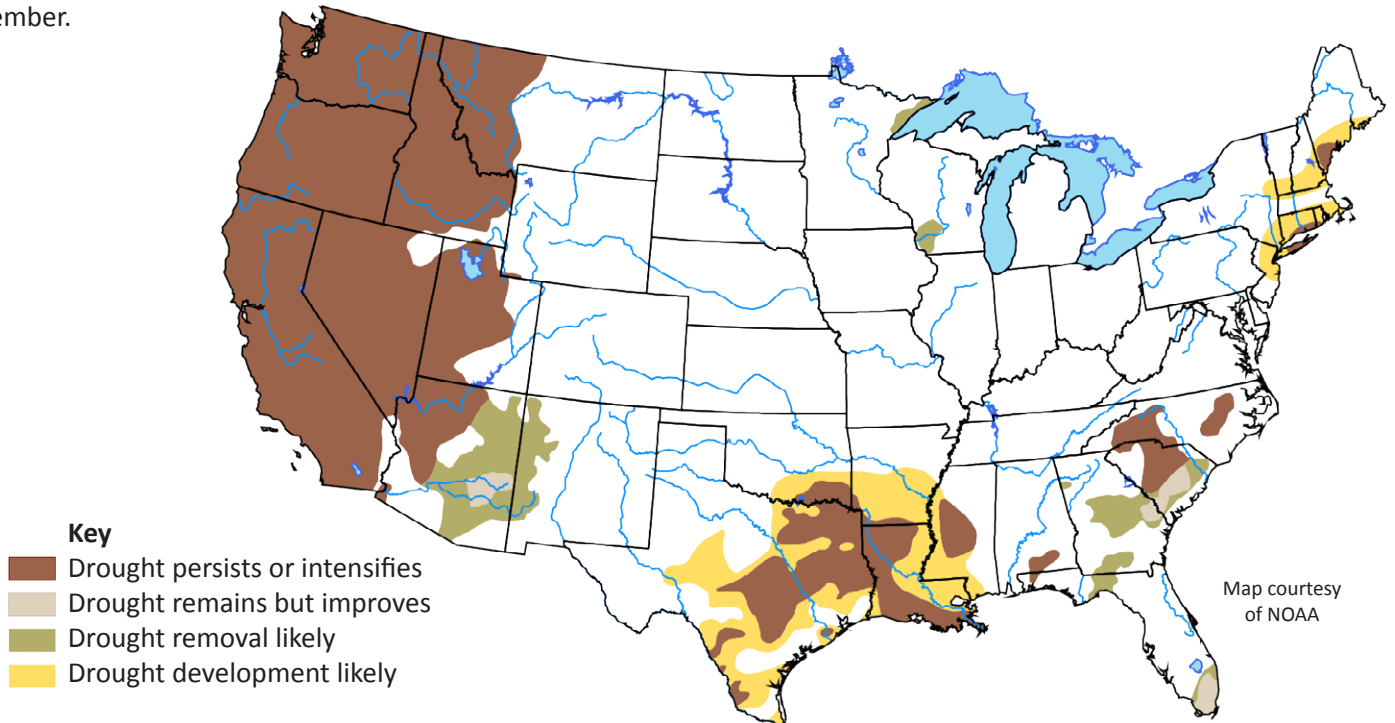 Key
Drought persists or intensifies
Drought remains but improves
Drought removal likely
Drought development likely
Map courtesy
of NOAA